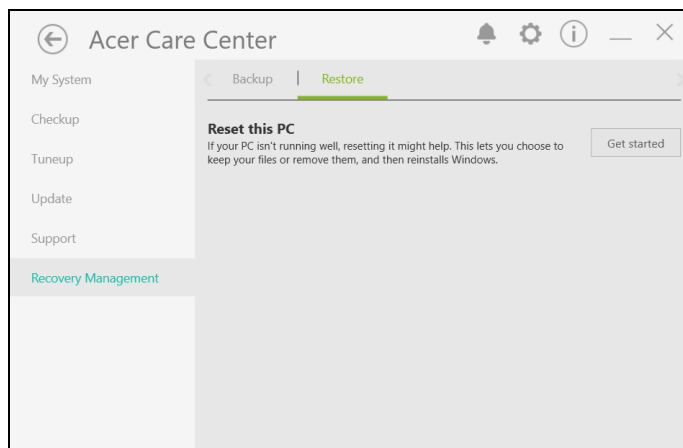 Acer Care Center
My System
Backup
Restore
Checkup
Reset this PC
If your PC isn't running well, resetting it might help. This lets you choose to
keep your files or remove them, and then reinstalls Windows.
Get started
Tuneup
Update
Support
Recovery Management